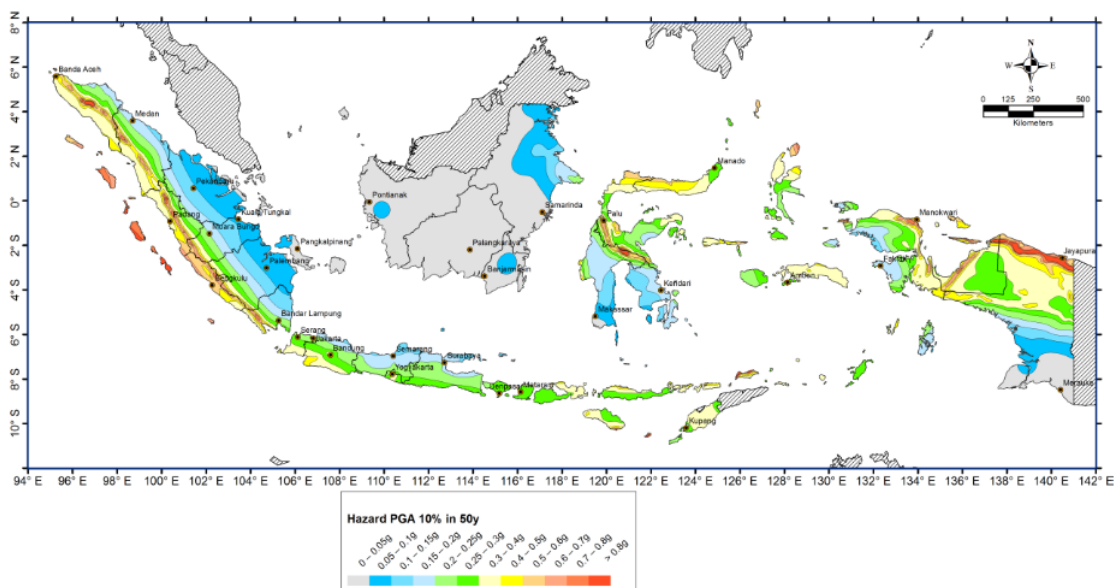 8° N
6° N
4° N
2° N
0°
2° S
4° S
6° S
8° S
10° S
94° E 96° E 98° E 100° E 102° E 104° E 106° E 108° E 110° E 112° E 114° E 116° E 118° E 120° E 122° E 124° E 126° E 128° E 130° E 132° E 134° E 136° E 138° E 140° E 142° E
N
W E
S
0 125 250 500
Kilometers
Banda Aceh
Medan
Pekanbaru
Kuala Tungkal
Padang
Muara Bungo
Pangkalpinang
Palembang
Bengkulu
Bandar Lampung
Serang
Jakarta
Bandung
Semarang
Yogyakarta
Surabaya
Denpasar
Mataram
Kupang
Pontianak
Samarinda
Palangkaraya
Banjarmasin
Manado
Palu
Kendari
Makassar
Ambon
Manokwari
Fakfak
Jayapura
Merauke
Hazard PGA 10% in 50y
0 – 0.05g
0.05 – 0.1g
0.1 – 0.15g
0.15 – 0.2g
0.2 – 0.25g
0.25 – 0.3g
0.3 – 0.4g
0.4 – 0.5g
0.5 – 0.6g
0.6 – 0.7g
0.7 – 0.8g
> 0.8g